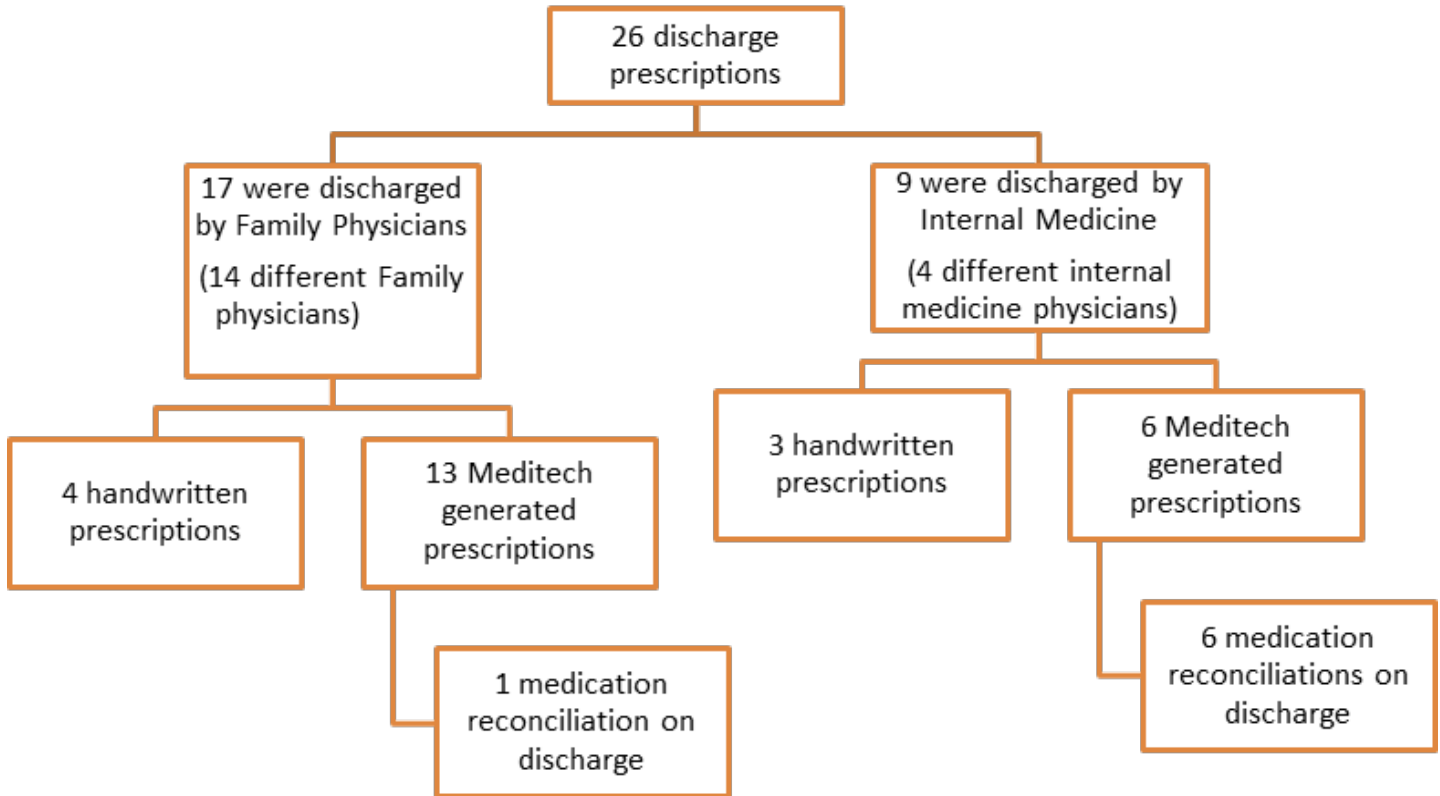 26 discharge
prescriptions
17 were discharged
by Family Physicians
(14 different Family
physicians)
9 were discharged by
Internal Medicine
(4 different internal
medicine physicians)
4 handwritten
prescriptions
13 Meditech
generated
prescriptions
3 handwritten
prescriptions
6 Meditech
generated
prescriptions
1 medication
reconciliation on
discharge
6 medication
reconciliations on
discharge